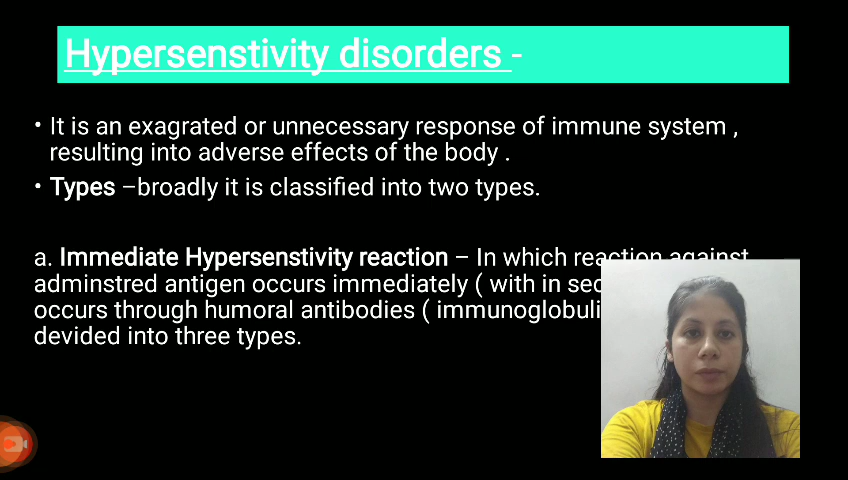 Hypersenstivity disorders -
• It is an exagrated or unnecessary response of immune system ,
resulting into adverse effects of the body .
• Types –broadly it is classified into two types.
a. Immediate Hypersenstivity reaction – In which reaction against
adminstred antigen occurs immediately ( with in
occurs through humoral antibodies (
devided into three types.